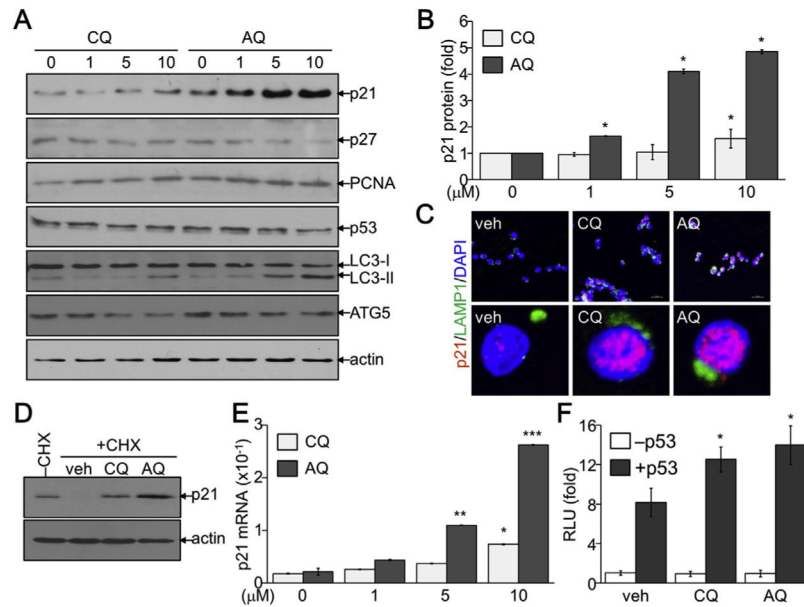 A
CQ AQ
0 1 5 10 0 1 5 10
(μM)
p21
p27
PCNA
p53
LC3-I
LC3-II
ATG5
actin
B
p21 protein (fold)
6
5
4
3
2
1
0
CQ
AQ
*
*
*
*
(μM) 0 1 5 10
C
p21/LAMP1/DAPI
veh CQ AQ
veh CQ AQ
D
–CHX
+CHX
veh CQ AQ
p21
actin
E
p21 mRNA (x10⁻¹)
3
2
1
0
CQ
AQ
**
*
***
(μM) 0 1 5 10
F
RLU (fold)
16
12
8
4
0
–p53
+p53
*
*
veh CQ AQ